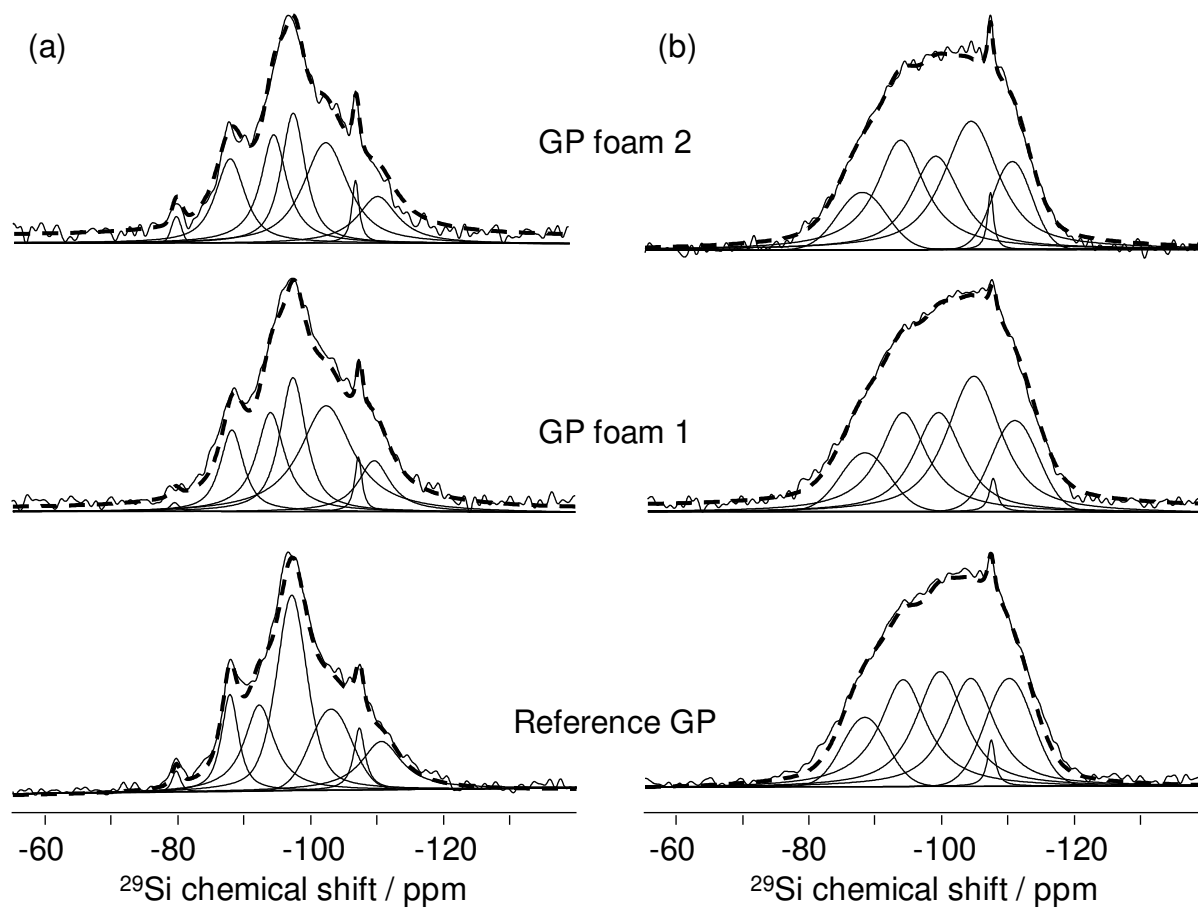 (a) (b)
GP foam 2
GP foam 1
Reference GP
-60 -80 -100 -120 -60 -80 -100 -120
²⁹Si chemical shift / ppm ²⁹Si chemical shift / ppm